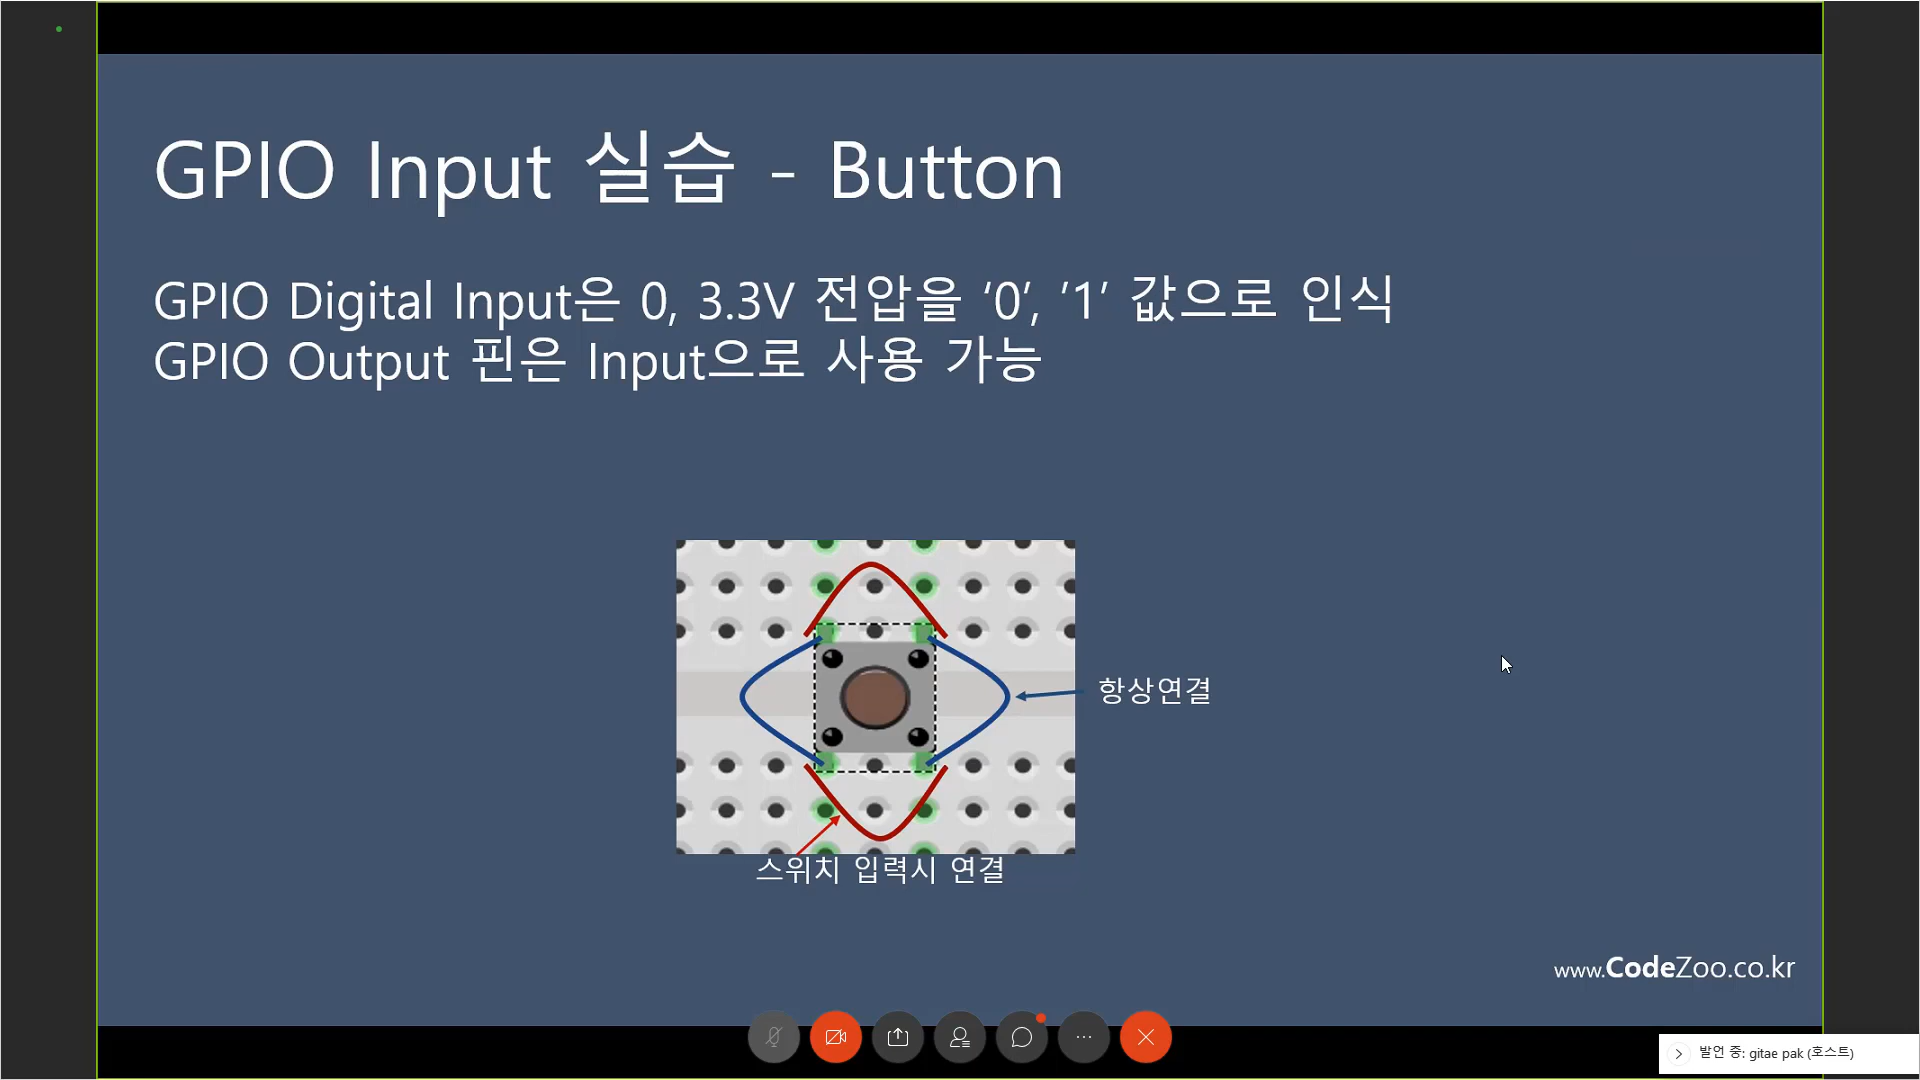 GPIO Input 실습 - Button
GPIO Digital Input은 0, 3.3V 전압을 ‘0’, ’1’ 값으로 인식
GPIO Output 핀은 Input으로 사용 가능
항상연결
스위치 입력시 연결
www.CodeZoo.co.kr
발언 중: gitae pak (호스트)